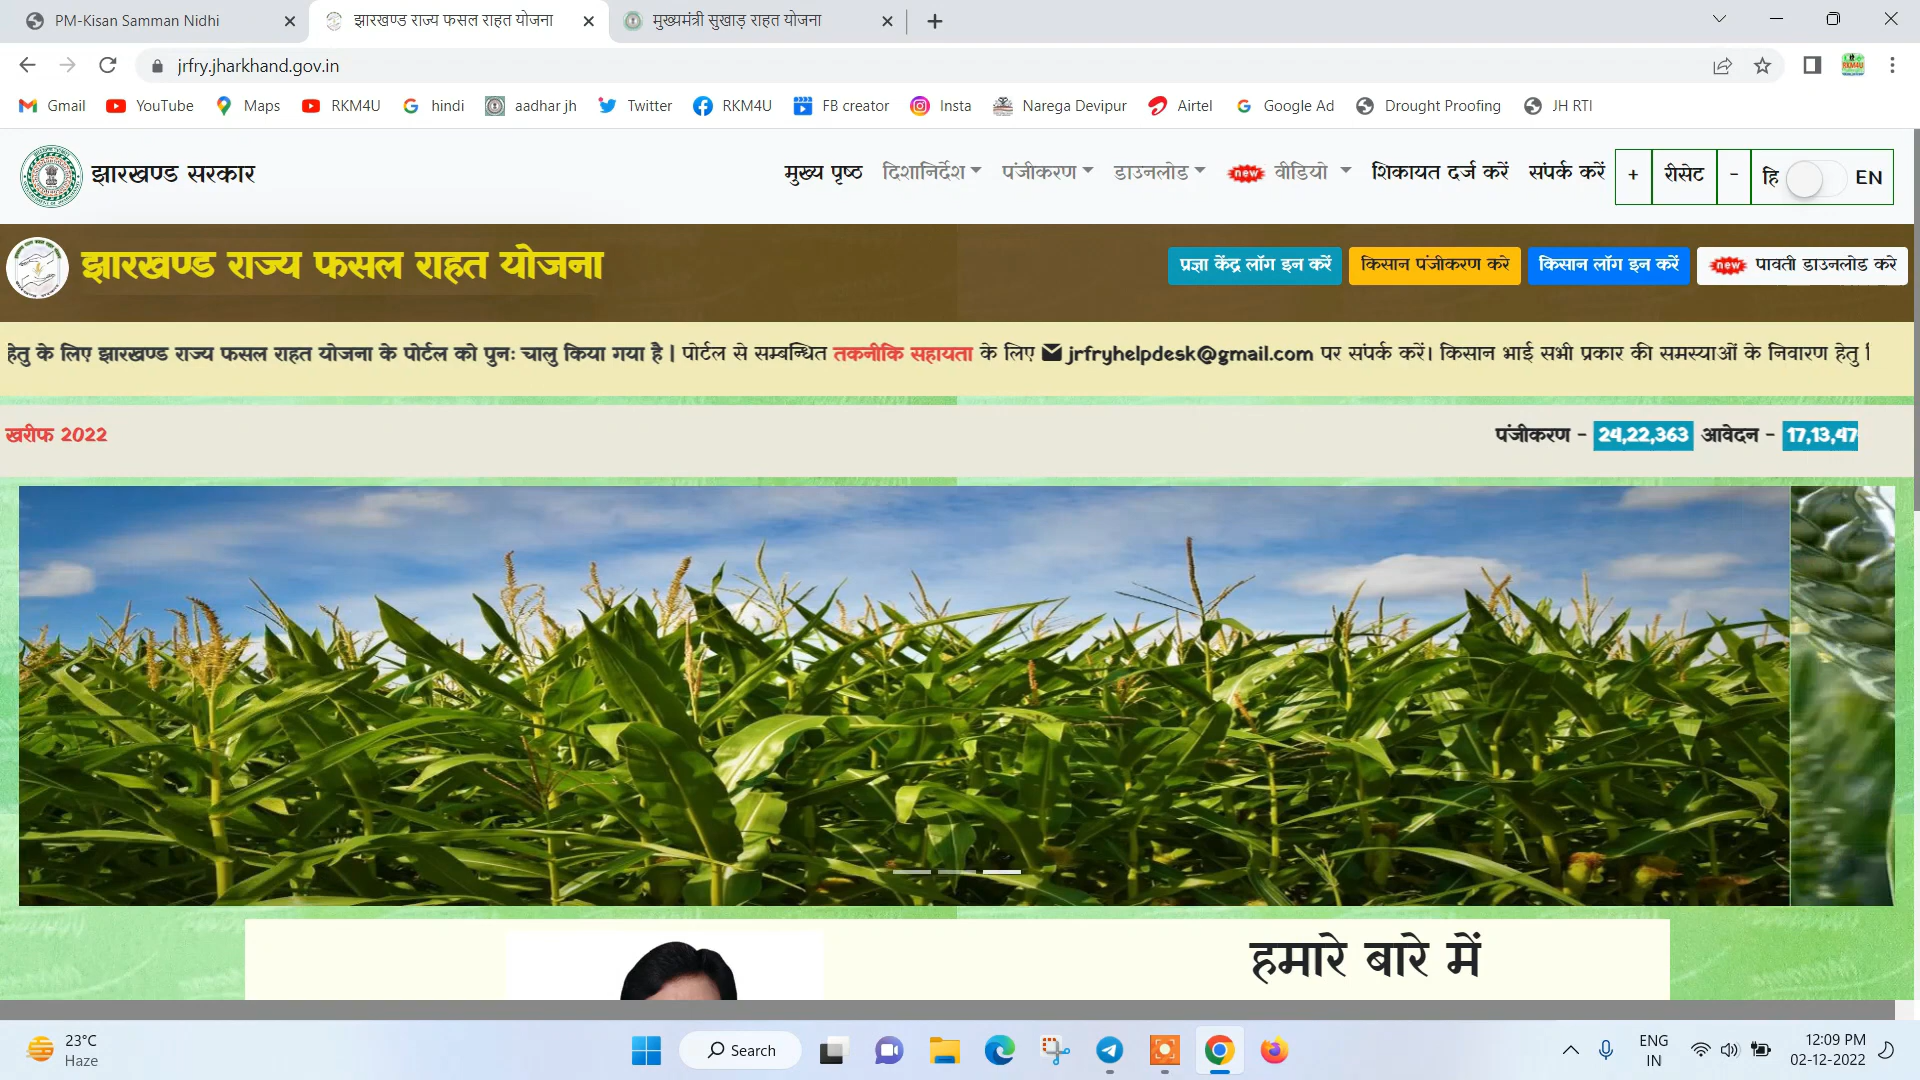 PM-Kisan Samman Nidhi
झारखण्ड राज्य फसल राहत योजना
मुख्यमंत्री सुखाड़ राहत योजना
jrfry.jharkhand.gov.in
Gmail YouTube Maps RKM4U hindi aadhar jh Twitter RKM4U FB creator Insta Narega Devipur Airtel Google Ad Drought Proofing JH RTI
झारखण्ड सरकार
मुख्य पृष्ठ दिशानिर्देश पंजीकरण डाउनलोड new वीडियो शिकायत दर्ज करें संपर्क करें + रीसेट - हि EN
झारखण्ड राज्य फसल राहत योजना
प्रज्ञा केंद्र लॉग इन करें किसान पंजीकरण करे किसान लॉग इन करें new पावती डाउनलोड करे
हेतु के लिए झारखण्ड राज्य फसल राहत योजना के पोर्टल को पुनः चालु किया गया है | पोर्टल से सम्बन्धित तकनीकि सहायता के लिए jrfryhelpdesk@gmail.com पर संपर्क करें। किसान भाई सभी प्रकार की समस्याओं के निवारण हेतु
खरीफ 2022
पंजीकरण - 24,22,363 आवेदन - 17,13,47
हमारे बारे में
23°C
Haze
Search
ENG
IN
12:09 PM
02-12-2022